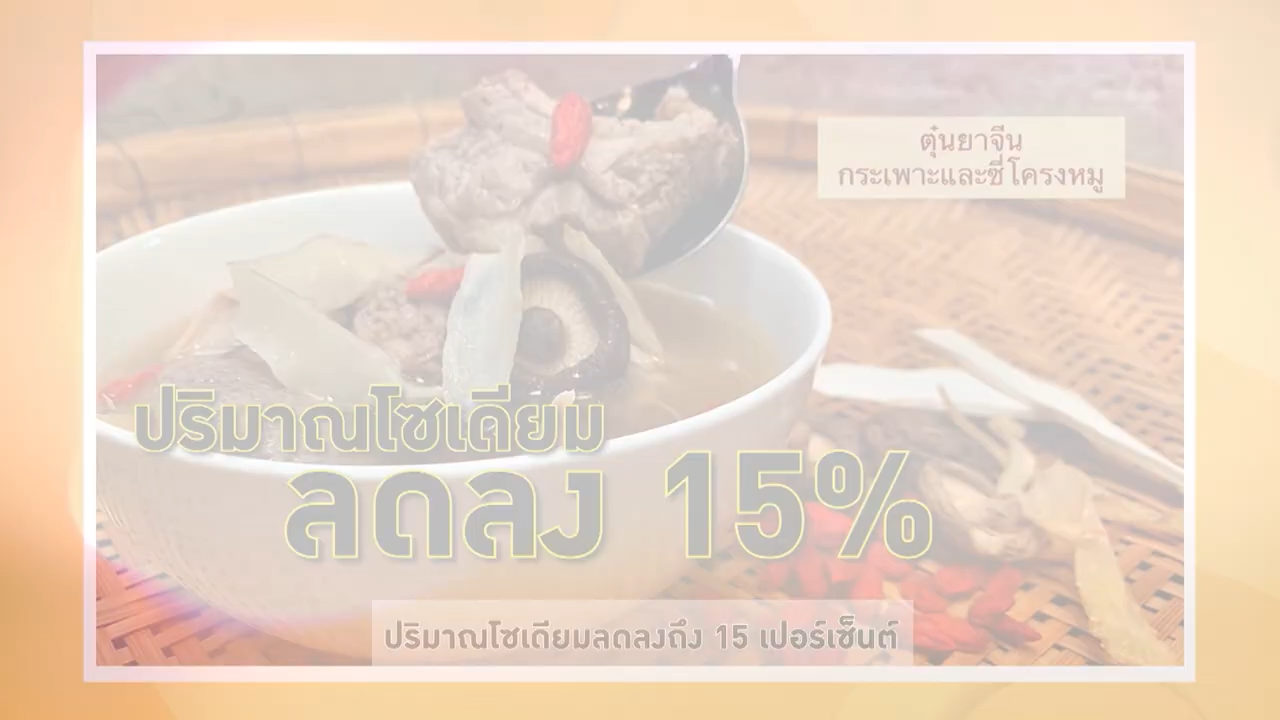 ตุ๋นยาจีน
กระเพาะและซี่โครงหมู
ปริมาณโซเดียม
ลดลง 15%
ปริมาณโซเดียมลดลงถึง 15 เปอร์เซ็นต์